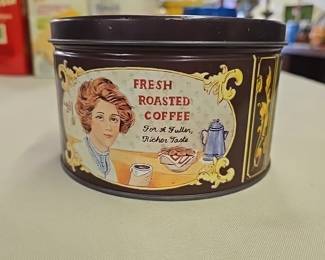 FRESH
ROASTED
COFFEE
For A Fuller,
Richer Taste